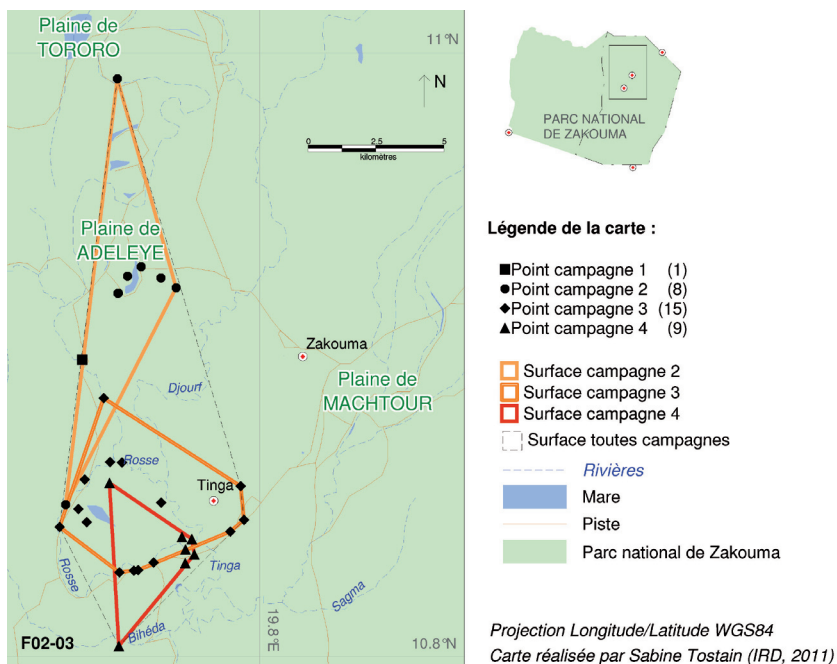 Plaine de
TORORO
11°N
N
0 2,5 5
kilomètres
PARC NATIONAL
DE ZAKOUMA
Plaine de
ADELEYE
Légende de la carte :
Point campagne 1 (1)
Point campagne 2 (8)
Point campagne 3 (15)
Point campagne 4 (9)
Zakouma
Djourf
Plaine de
MACHTOUR
Surface campagne 2
Surface campagne 3
Surface campagne 4
Surface toutes campagnes
Rosse
Rivières
Tinga
Mare
Piste
Rosse
Tinga
Parc national de Zakouma
Sagma
Bihéda
19.8°E
F02-03
10.8°N
Projection Longitude/Latitude WGS84
Carte réalisée par Sabine Tostain (IRD, 2011)